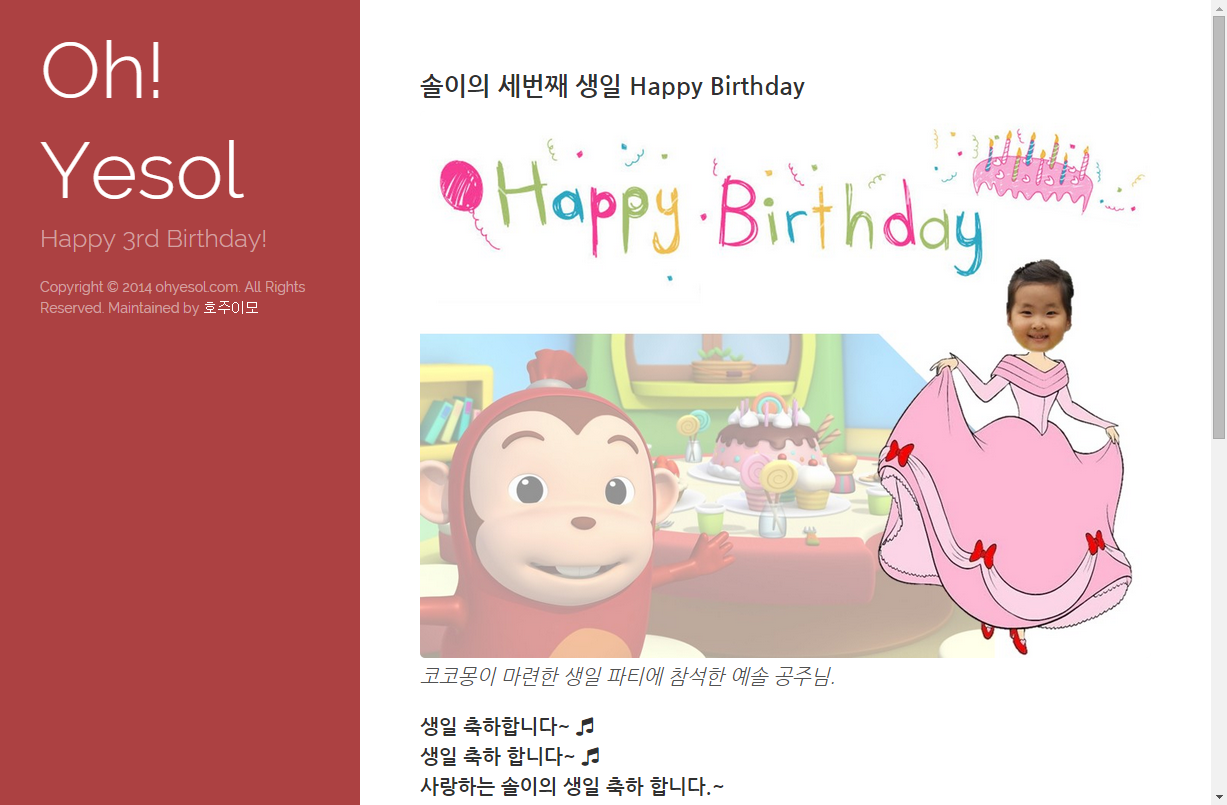 Oh!
Yesol
Happy 3rd Birthday!
Copyright © 2014 ohyesol.com. All Rights
Reserved. Maintained by 호주이모
솔이의 세번째 생일 Happy Birthday
Happy Birthday
코코몽이 마련한 생일 파티에 참석한 예솔 공주님.
생일 축하합니다~ ♫
생일 축하 합니다~ ♫
사랑하는 솔이의 생일 축하 합니다.~